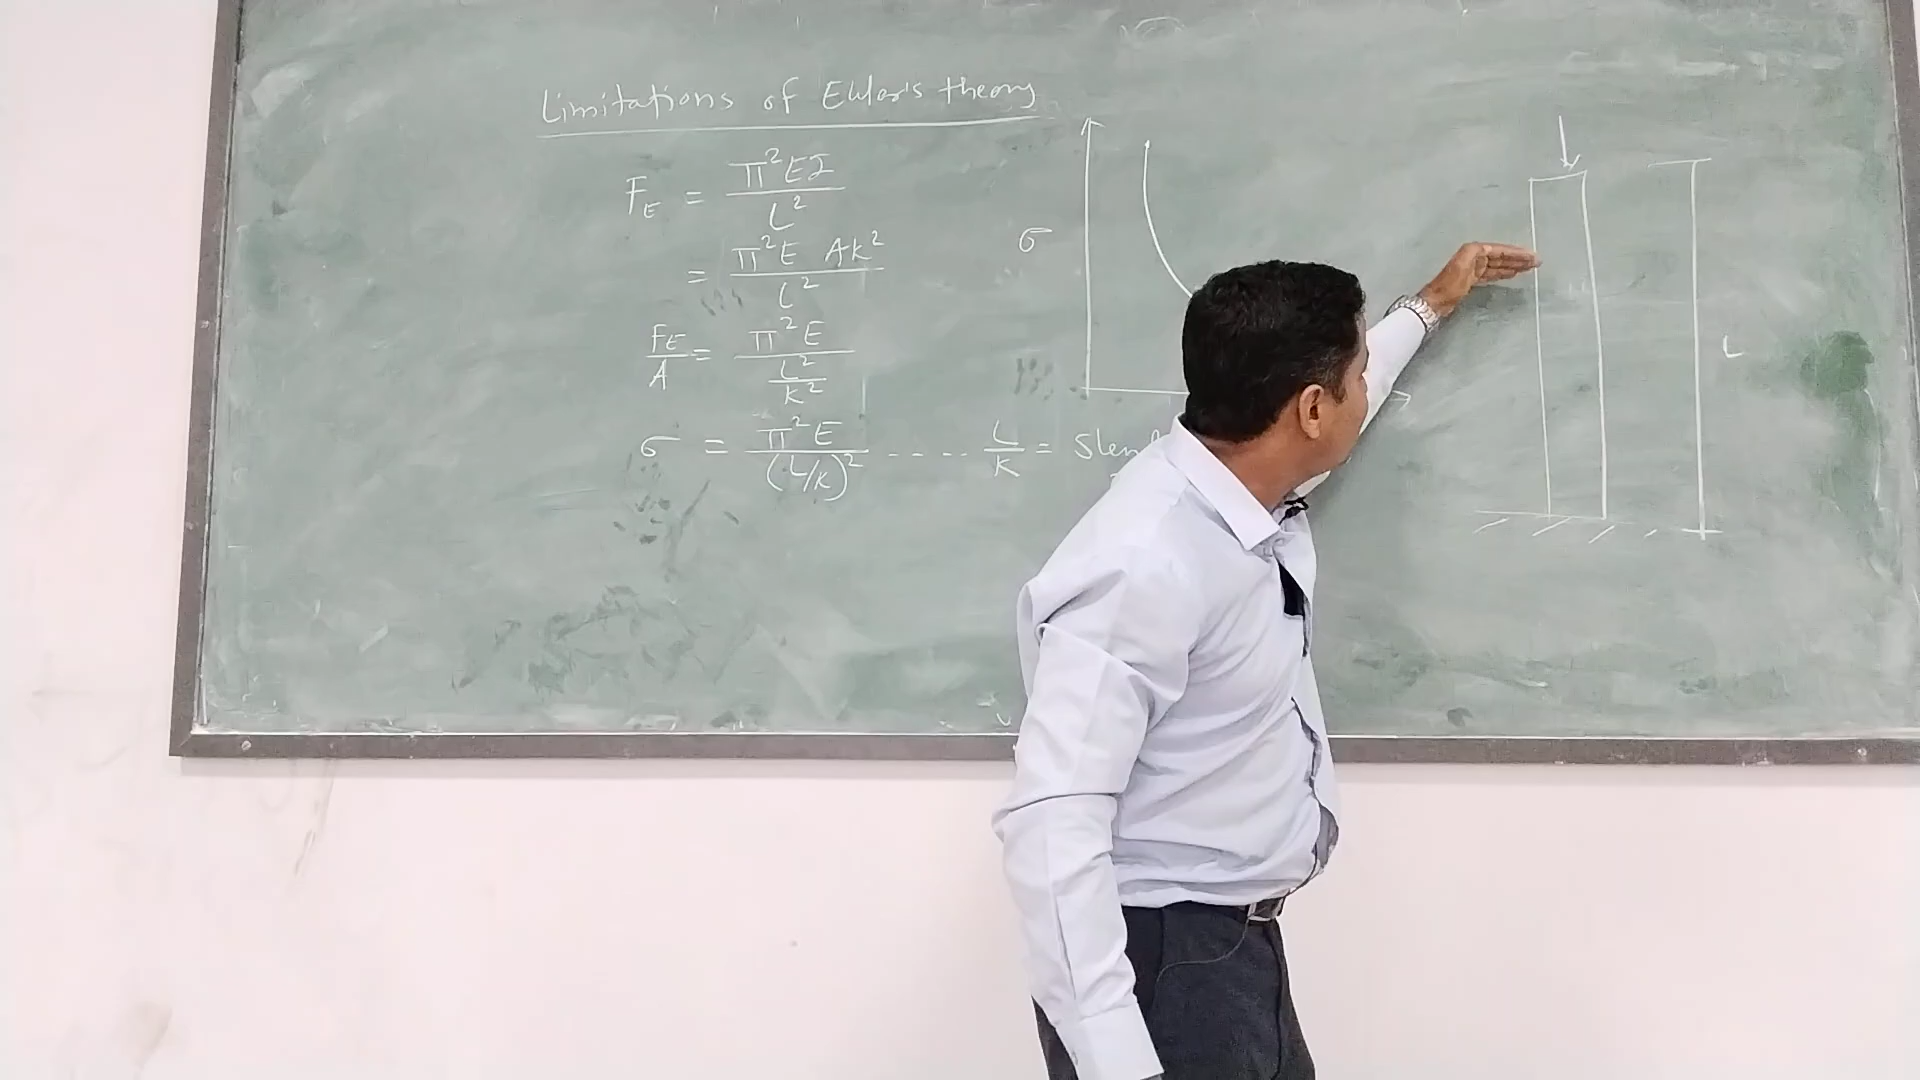 Limitations of Euler's theory
F_E = π²EI / L²
= π²E Ak² / L²
F_E / A = π²E / (L² / k²)
σ = π²E / (L/k)² ..... L/k = Slen
σ
L